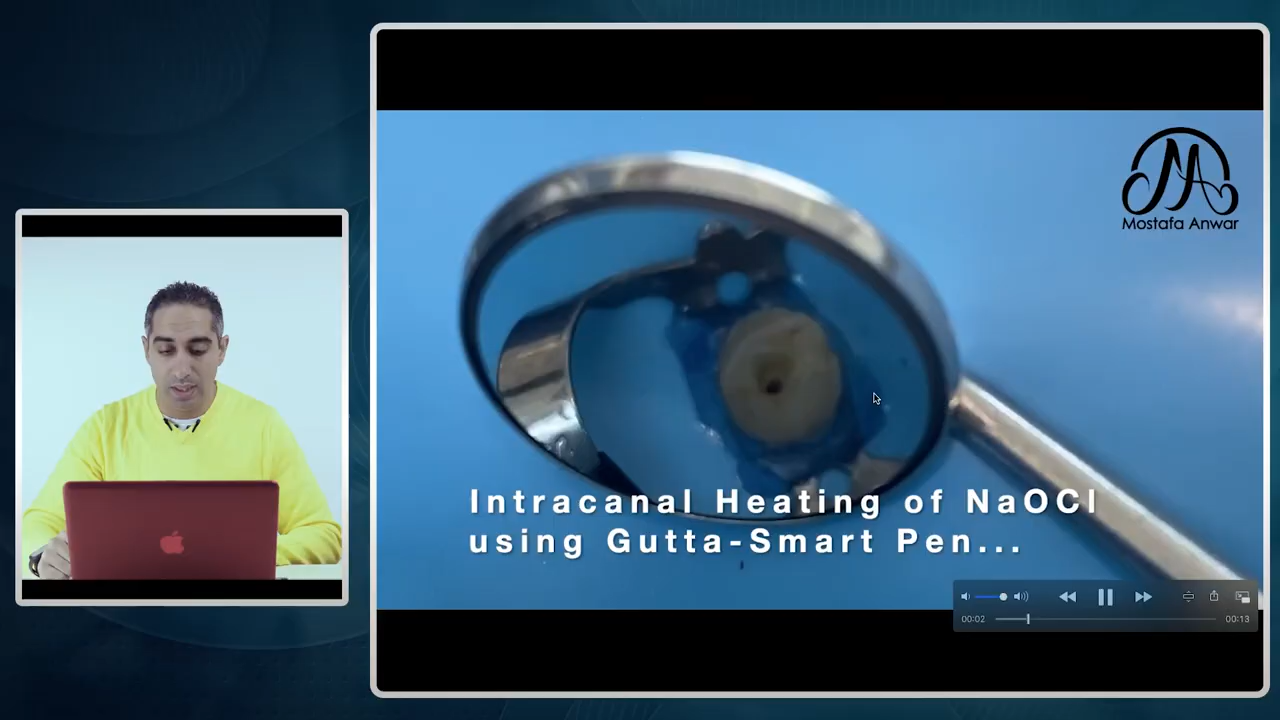 Mostafa Anwar
Intracanal Heating of NaOCl
using Gutta-Smart Pen...
00:02
00:13